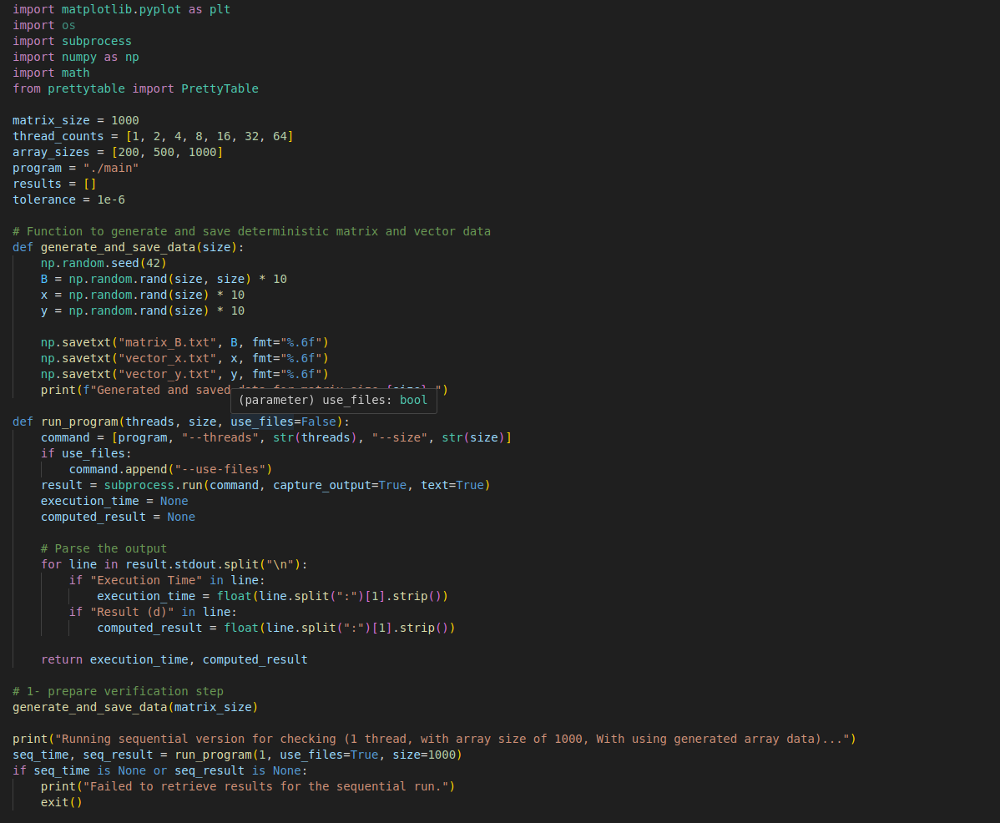 import matplotlib.pyplot as plt
import os
import subprocess
import numpy as np
import math
from prettytable import PrettyTable

matrix_size = 1000
thread_counts = [1, 2, 4, 8, 16, 32, 64]
array_sizes = [200, 500, 1000]
program = "./main"
results = []
tolerance = 1e-6

# Function to generate and save deterministic matrix and vector data
def generate_and_save_data(size):
    np.random.seed(42)
    B = np.random.rand(size, size) * 10
    x = np.random.rand(size) * 10
    y = np.random.rand(size) * 10

    np.savetxt("matrix_B.txt", B, fmt="%.6f")
    np.savetxt("vector_x.txt", x, fmt="%.6f")
    np.savetxt("vector_y.txt", y, fmt="%.6f")
    print(f"Generated and saved data for matrix size {size}.")
(parameter) use_files: bool
def run_program(threads, size, use_files=False):
    command = [program, "--threads", str(threads), "--size", str(size)]
    if use_files:
        command.append("--use-files")
    result = subprocess.run(command, capture_output=True, text=True)
    execution_time = None
    computed_result = None

    # Parse the output
    for line in result.stdout.split("\n"):
        if "Execution Time" in line:
            execution_time = float(line.split(":")[1].strip())
        if "Result (d)" in line:
            computed_result = float(line.split(":")[1].strip())

    return execution_time, computed_result

# 1- prepare verification step
generate_and_save_data(matrix_size)

print("Running sequential version for checking (1 thread, with array size of 1000, With using generated array data)...")
seq_time, seq_result = run_program(1, use_files=True, size=1000)
if seq_time is None or seq_result is None:
    print("Failed to retrieve results for the sequential run.")
    exit()